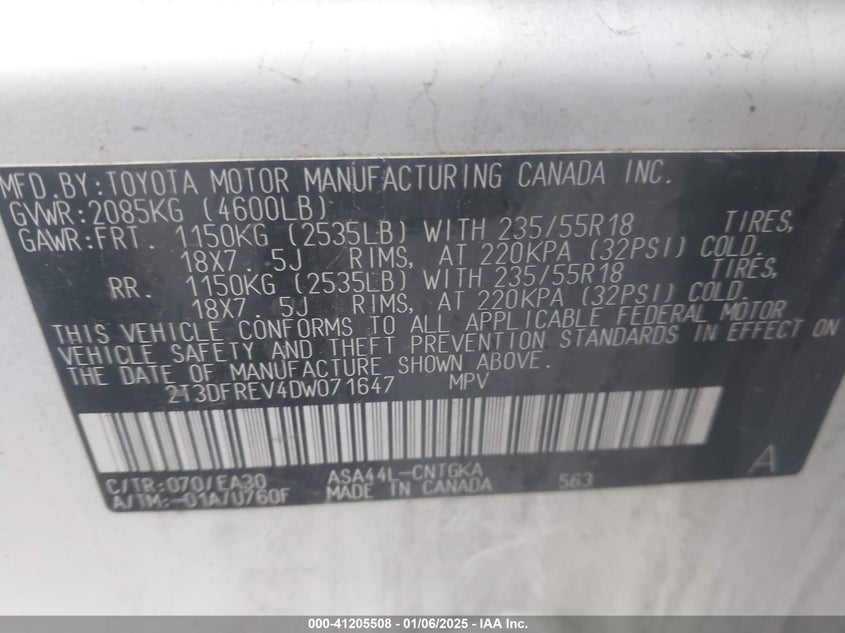 MFD.BY:TOYOTA MOTOR MANUFACTURING CANADA INC.
GVWR:2085KG (4600LB)
GAWR:FRT. 1150KG (2535LB) WITH 235/55R18 TIRES,
18X7.5J RIMS, AT 220KPA (32PSI) COLD.
RR. 1150KG (2535LB) WITH 235/55R18 TIRES,
18X7.5J RIMS, AT 220KPA (32PSI) COLD.
THIS VEHICLE CONFORMS TO ALL APPLICABLE FEDERAL MOTOR
VEHICLE SAFETY AND THEFT PREVENTION STANDARDS IN EFFECT ON
THE DATE OF MANUFACTURE SHOWN ABOVE.
2T3DFREV4DW071647 MPV
C/TR:070/EA30 ASA44L-CNTGKA 563 A
A/TM:-01A/U760F MADE IN CANADA
000-41205508 - 01/06/2025 - IAA Inc.